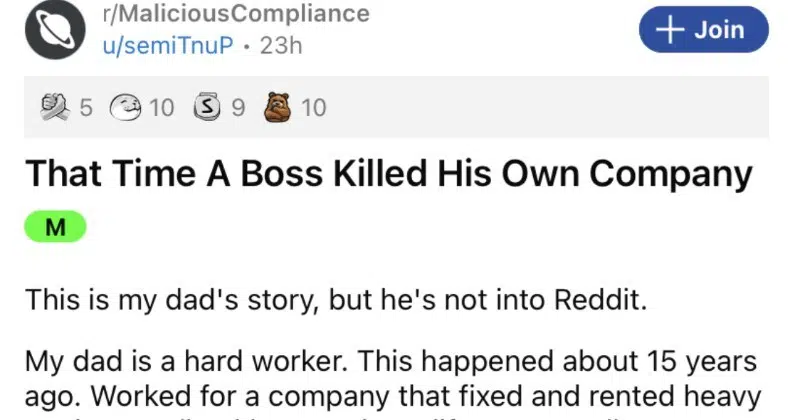 r/MaliciousCompliance
u/semiTnuP • 23h
+ Join
5 10 S 9 10
That Time A Boss Killed His Own Company
M
This is my dad's story, but he's not into Reddit.
My dad is a hard worker. This happened about 15 years
ago. Worked for a company that fixed and rented heavy